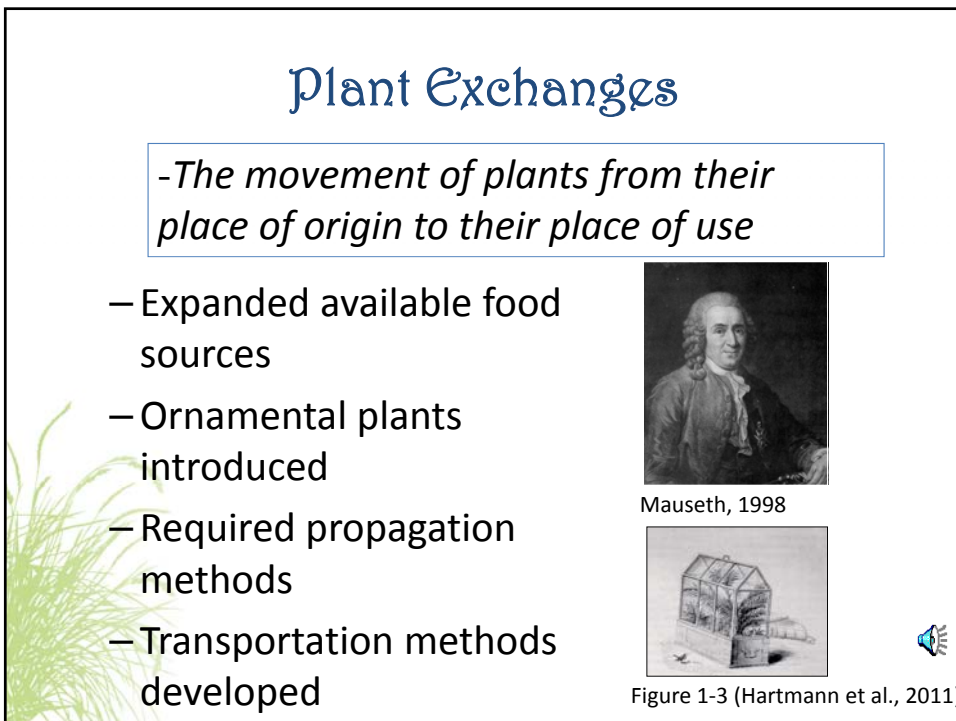 Plant Exchanges
-The movement of plants from their
place of origin to their place of use
– Expanded available food
sources
– Ornamental plants
introduced
– Required propagation
methods
– Transportation methods
developed
Mauseth, 1998
Figure 1-3 (Hartmann et al., 2011)